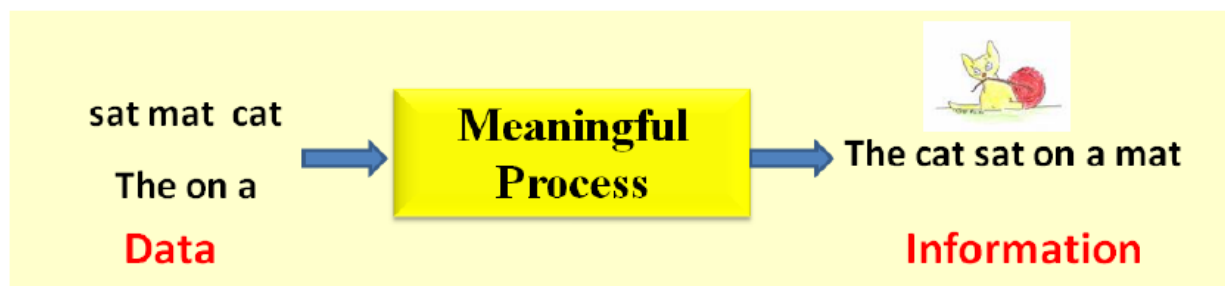 sat mat cat
The on a
Data
Meaningful
Process
The cat sat on a mat
Information